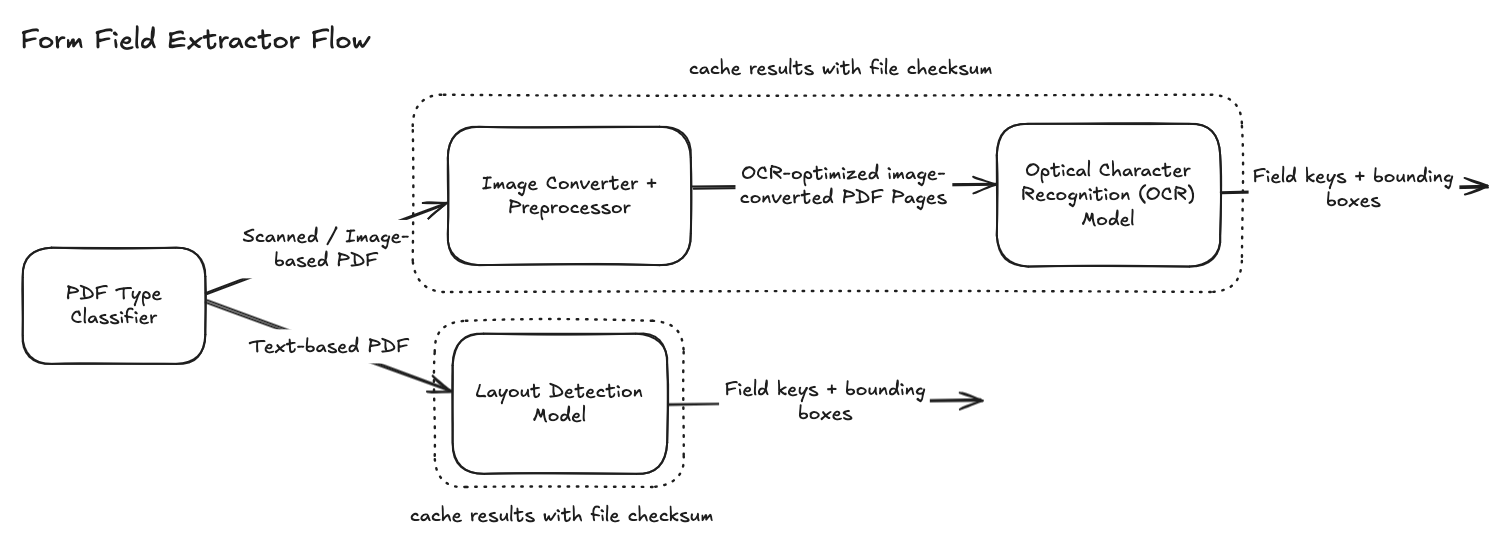 Form Field Extractor Flow
cache results with file checksum
Image Converter +
Preprocessor
OCR-optimized image-
converted PDF Pages
Optical Character
Recognition (OCR)
Model
Field keys + bounding
boxes
Scanned / Image-
based PDF
PDF Type
Classifier
Text-based PDF
Layout Detection
Model
Field keys + bounding
boxes
cache results with file checksum